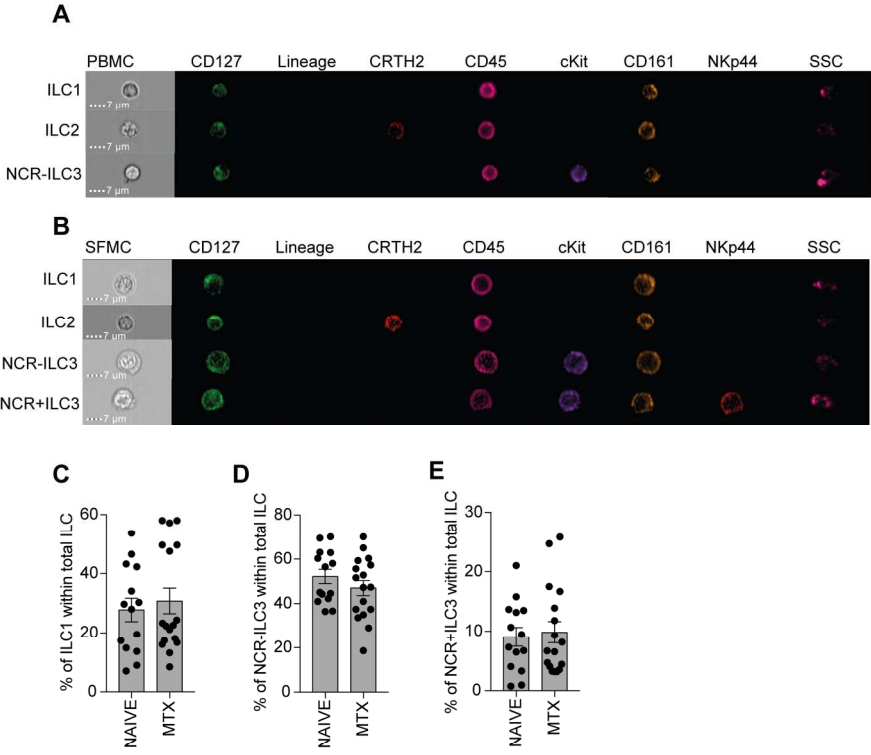 A
PBMC CD127 Lineage CRTH2 CD45 cKit CD161 NKp44 SSC
ILC1
7 μm
ILC2
7 μm
NCR-ILC3
7 μm
B
SFMC CD127 Lineage CRTH2 CD45 cKit CD161 NKp44 SSC
ILC1
7 μm
ILC2
7 μm
NCR-ILC3
7 μm
NCR+ILC3
7 μm
C
% of ILC1 within total ILC
60
40
20
0
NAIVE
MTX
D
% of NCR-ILC3 within total ILC
80
60
40
20
0
NAIVE
MTX
E
% of NCR+ILC3 within total ILC
30
20
10
0
NAIVE
MTX